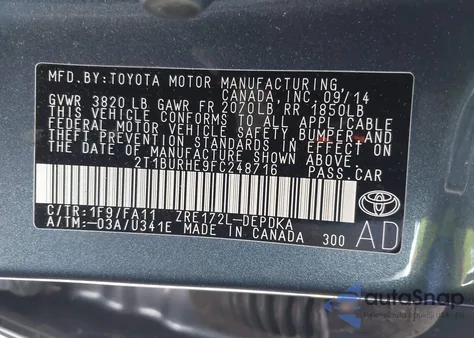 MFD.BY:TOYOTA MOTOR MANUFACTURING
CANADA, INC. 09/14
GVWR 3820 LB GAWR FR 2070LB RR 1850LB
THIS VEHICLE CONFORMS TO ALL APPLICABLE
FEDERAL MOTOR VEHICLE SAFETY, BUMPER, AND
THEFT PREVENTION STANDARDS IN EFFECT ON
THE DATE OF MANUFACTURE SHOWN ABOVE.
2T1BURHE9FC248716 PASS.CAR
C/TR:1F9/FA11 ZRE172L-DEPDKA
A/TM:-03A/U341E MADE IN CANADA 300
TOYOTA
AD
autoSnap